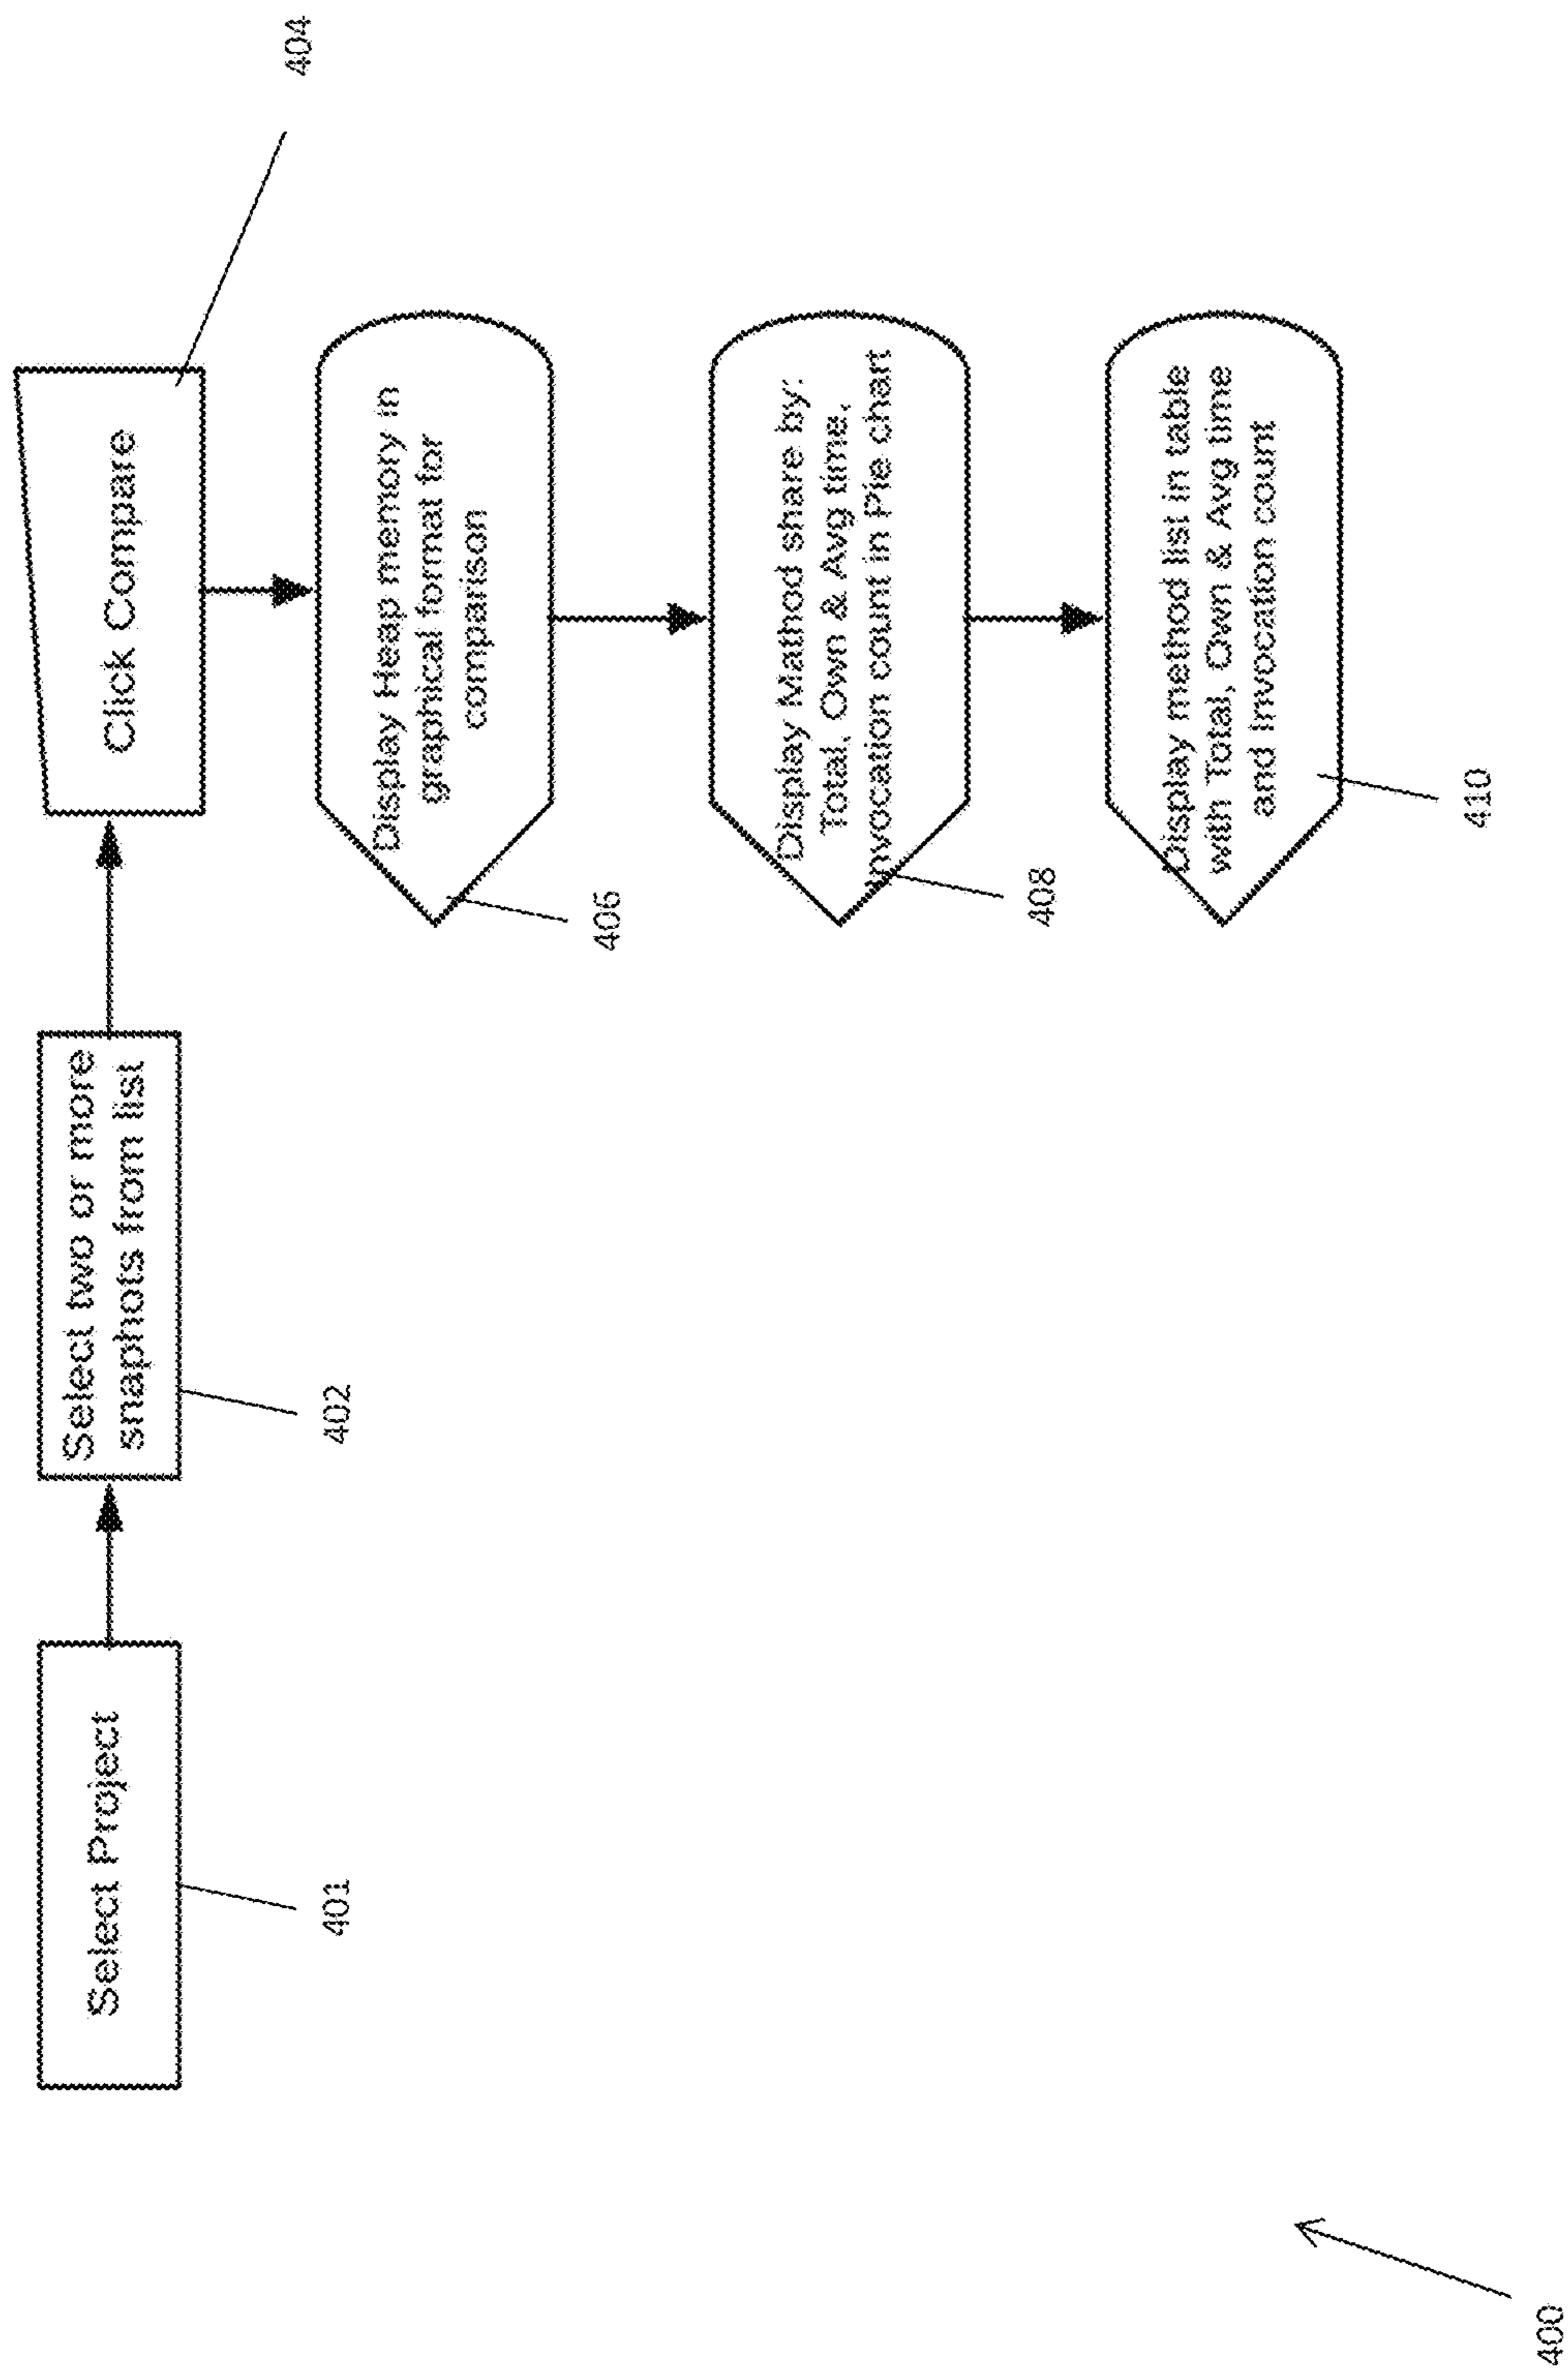 Select Project
401
Select two or more
snaphots from list
402
Click Compare
404
Display Heap memory in
graphical format for
comparison
406
Display Mathod share by:
Total, Own & Avg time,
invocation count in Pie chart
408
Display method list in table
with Total, Own & Avg time
and Invocation count
410
400